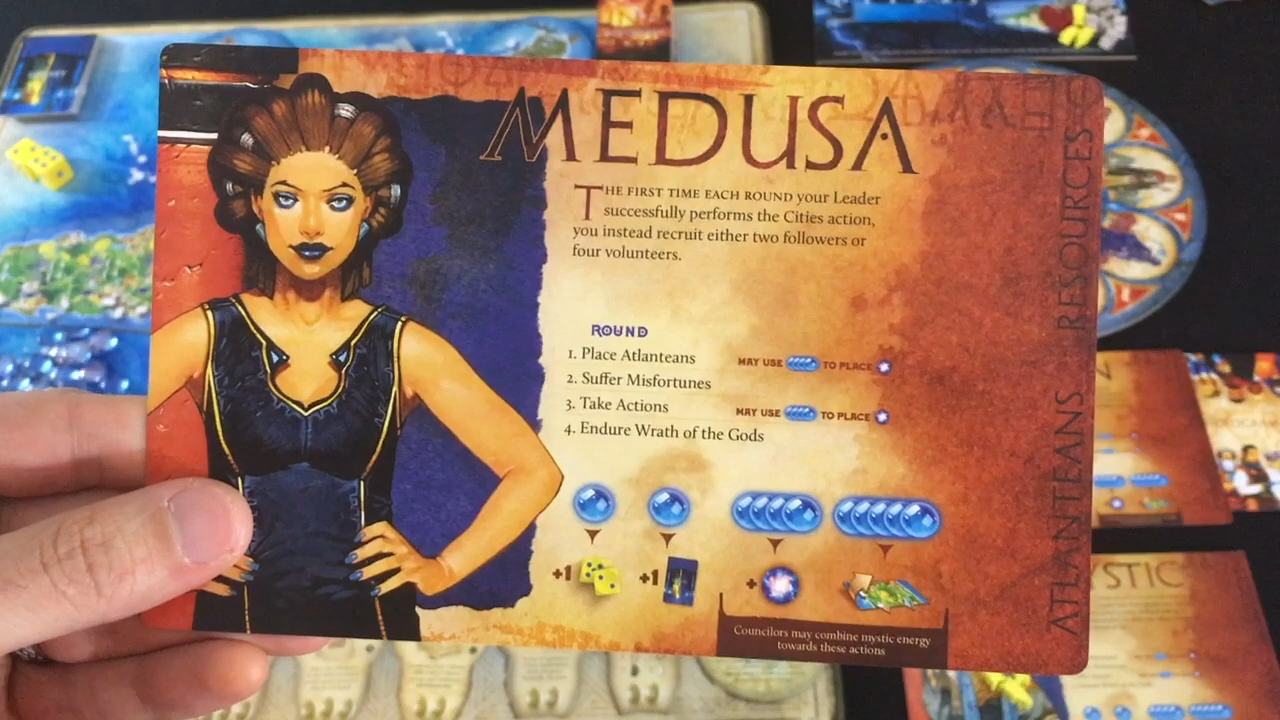 MEDUSA
THE FIRST TIME EACH ROUND your Leader
successfully performs the Cities action,
you instead recruit either two followers or
four volunteers.
ROUND
1. Place Atlanteans
MAY USE TO PLACE
2. Suffer Misfortunes
3. Take Actions
MAY USE TO PLACE
4. Endure Wrath of the Gods
+1
+1
+
Councilors may combine mystic energy
towards these actions
ATLANTEANS RESOURCES
YSTIC